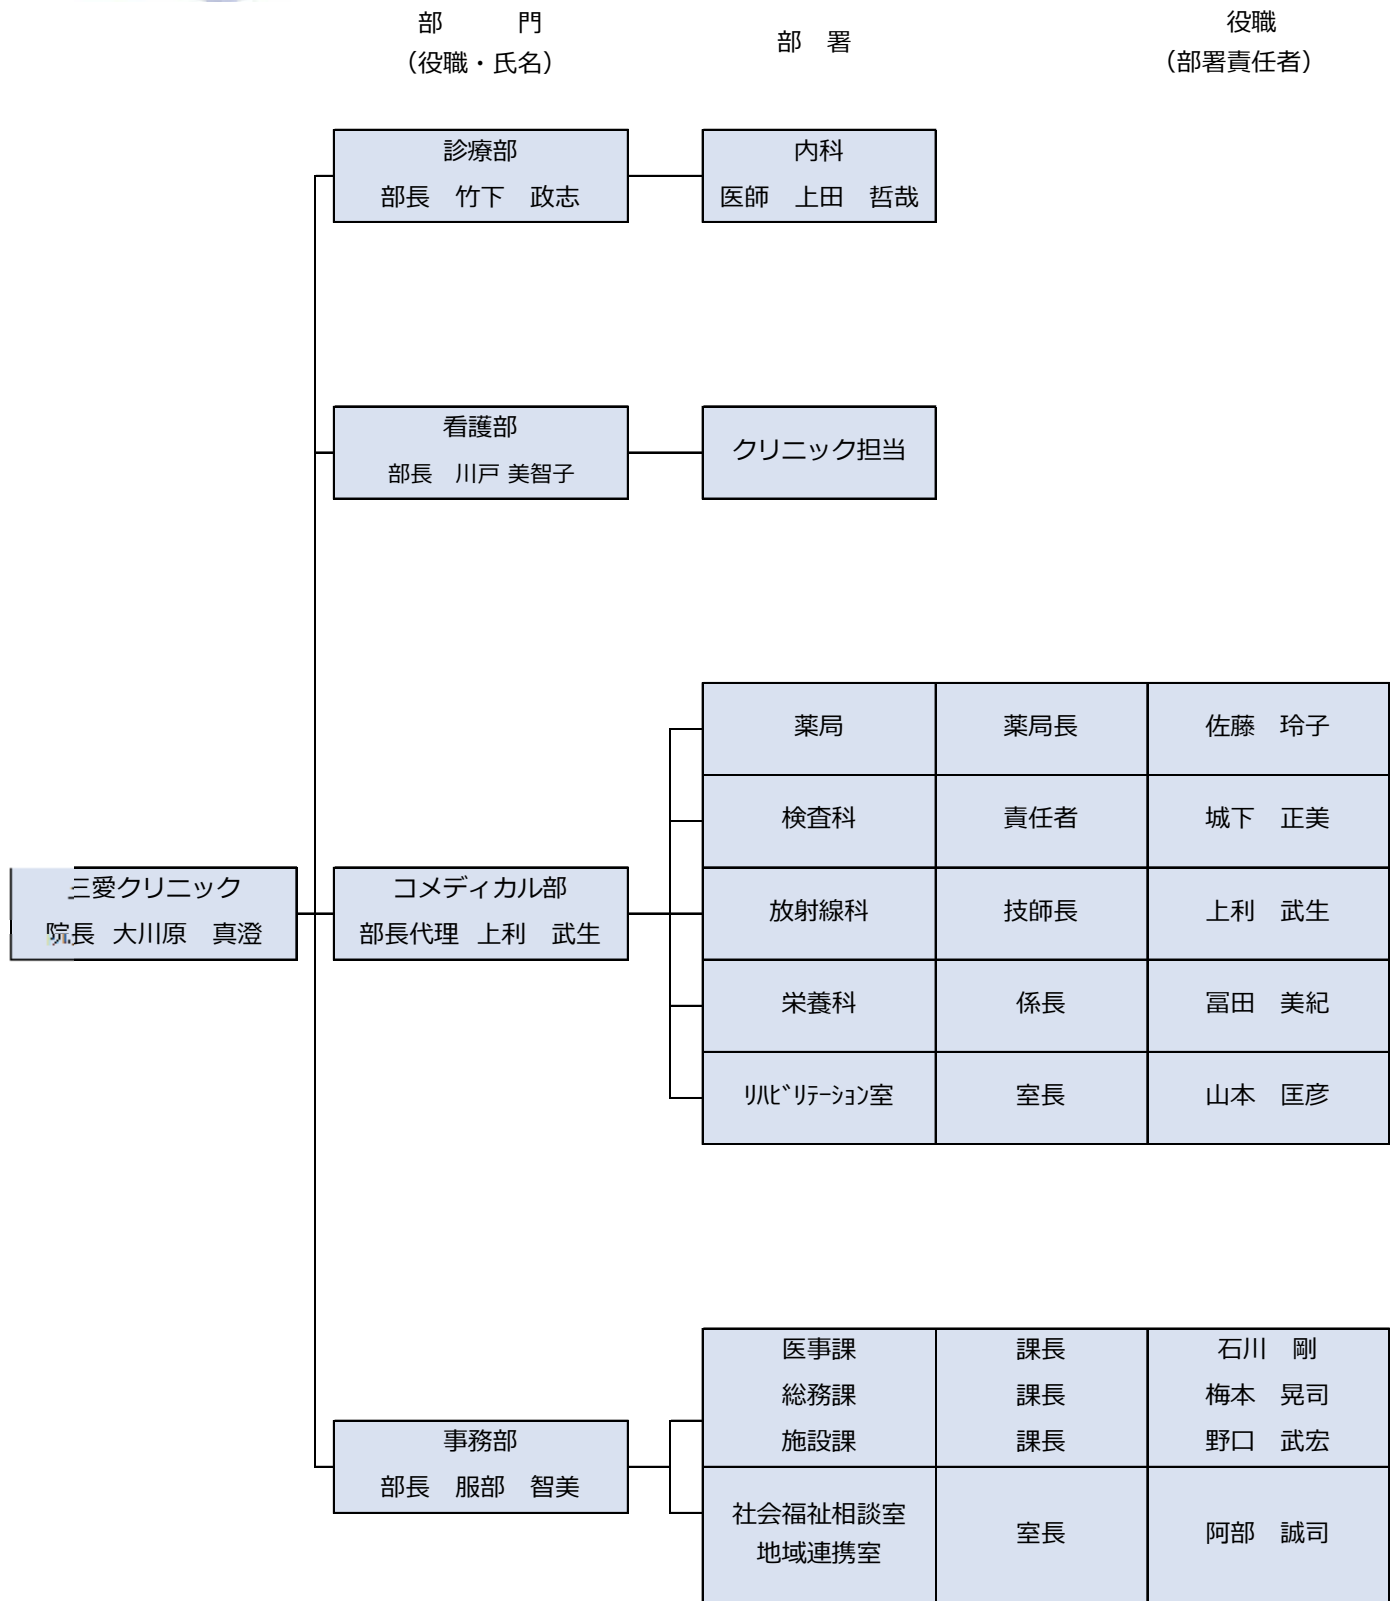 部　　　門
（役職・氏名）
部　署
役職
（部署責任者）
診療部
部長　竹下　政志
内科
医師　上田　哲哉
看護部
部長　川戸 美智子
クリニック担当
薬局　薬局長　佐藤　玲子
検査科　責任者　城下　正美
三愛クリニック
院長 大川原　真澄
コメディカル部
部長代理 上利　武生
放射線科　技師長　上利　武生
栄養科　係長　冨田　美紀
ﾘﾊﾋﾞﾘﾃｰｼｮﾝ室　室長　山本　匡彦
医事課　課長　石川　剛
総務課　課長　梅本　晃司
施設課　課長　野口　武宏
事務部
部長　服部　智美
社会福祉相談室
地域連携室
室長　阿部　誠司